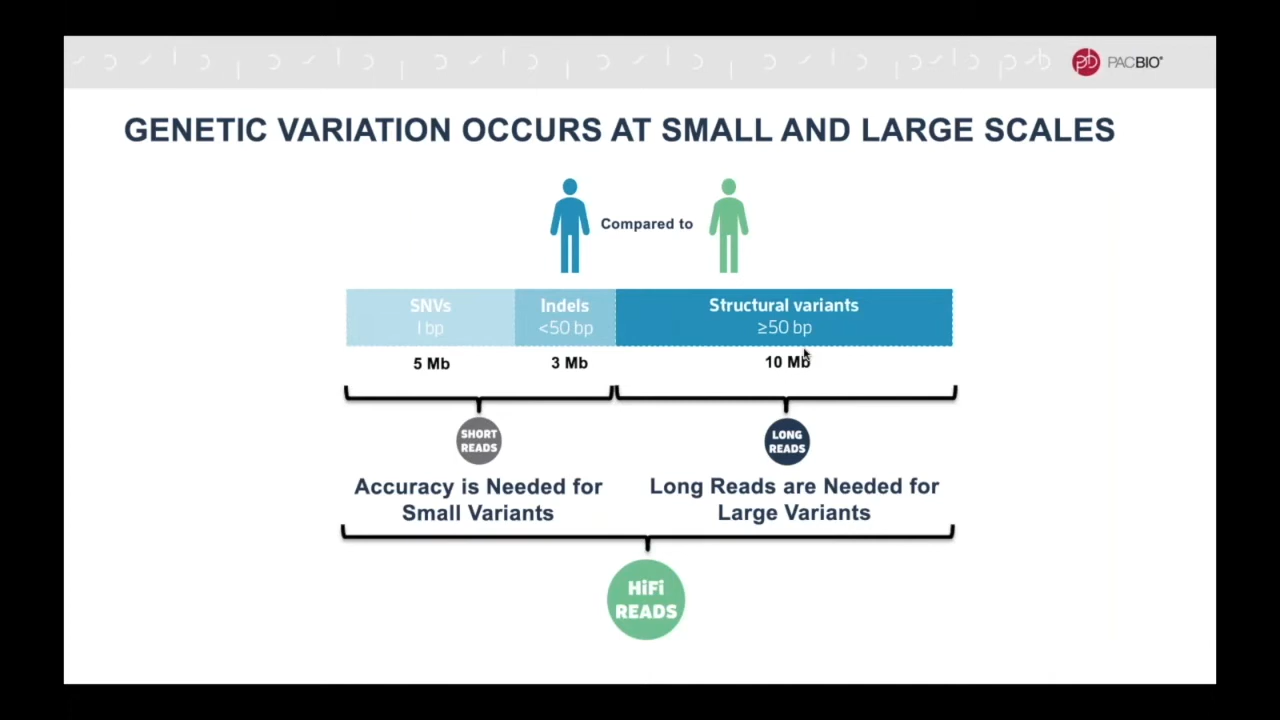 PACBIO®
GENETIC VARIATION OCCURS AT SMALL AND LARGE SCALES
Compared to
SNVs
1 bp
Indels
<50 bp
Structural variants
≥50 bp
5 Mb
3 Mb
10 Mb
SHORT
READS
LONG
READS
Accuracy is Needed for
Small Variants
Long Reads are Needed for
Large Variants
HiFi
READS